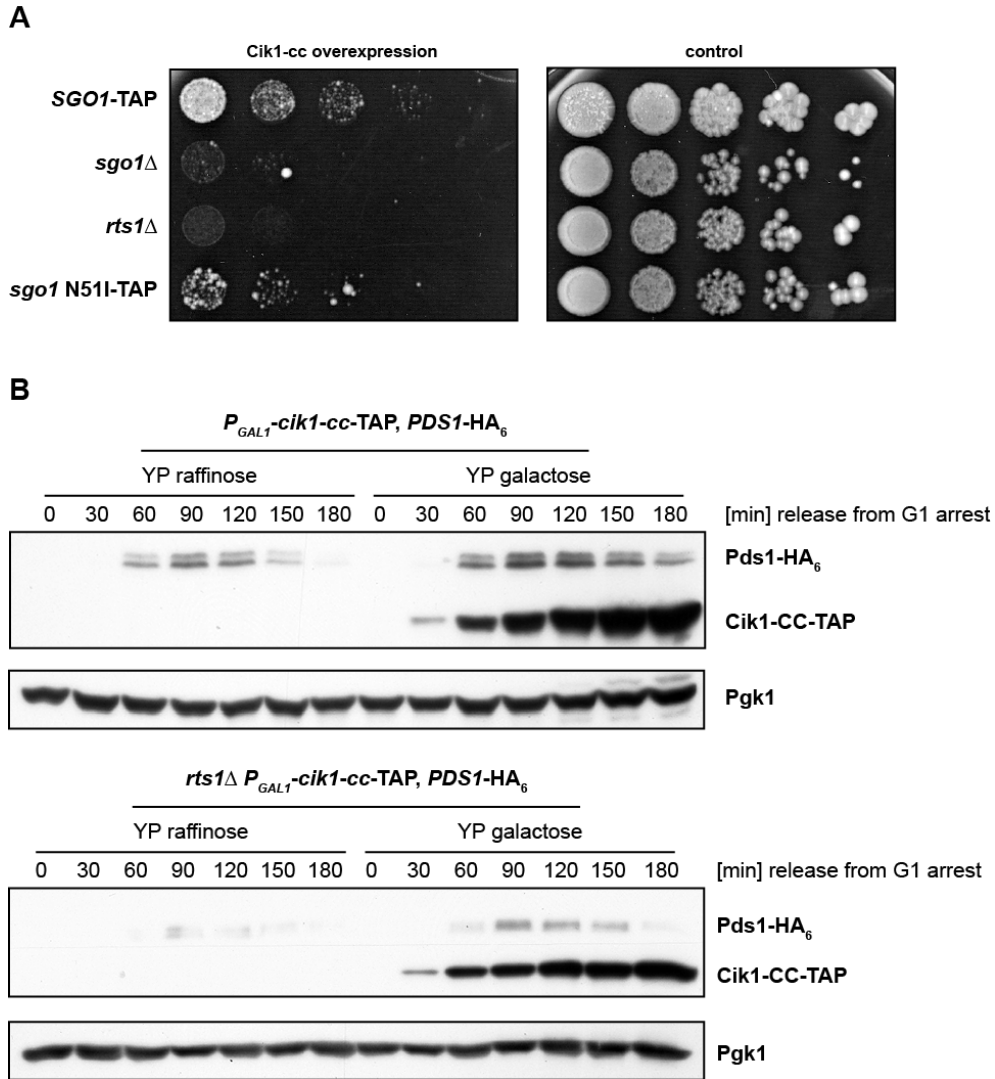 A
Cik1-cc overexpression
control
SGO1-TAP
sgo1Δ
rts1Δ
sgo1 N51I-TAP
B
P_GAL1-cik1-cc-TAP, PDS1-HA₆
YP raffinose
YP galactose
0 30 60 90 120 150 180 0 30 60 90 120 150 180 [min] release from G1 arrest
Pds1-HA₆
Cik1-CC-TAP
Pgk1
rts1Δ P_GAL1-cik1-cc-TAP, PDS1-HA₆
YP raffinose
YP galactose
0 30 60 90 120 150 180 0 30 60 90 120 150 180 [min] release from G1 arrest
Pds1-HA₆
Cik1-CC-TAP
Pgk1